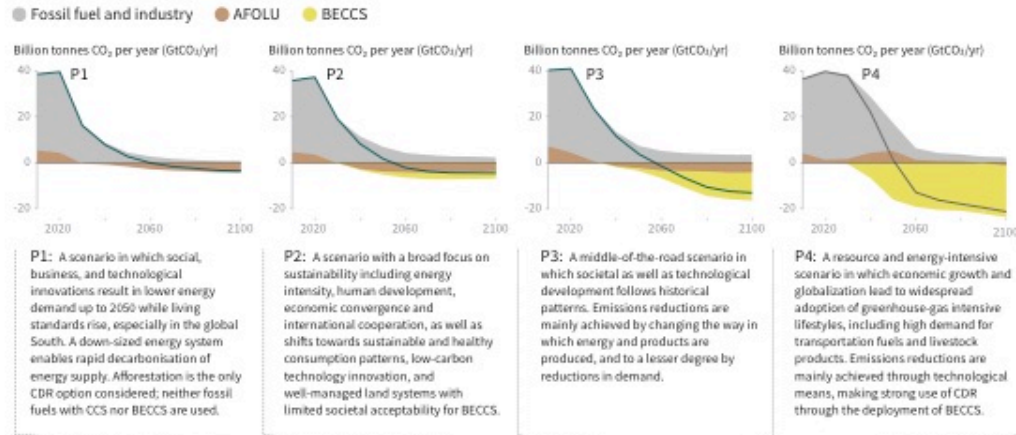 Fossil fuel and industry AFOLU BECCS
Billion tonnes CO₂ per year (GtCO₂/yr)
40
20
0
-20
P1
2020 2060 2100
Billion tonnes CO₂ per year (GtCO₂/yr)
40
20
0
-20
P2
2020 2060 2100
Billion tonnes CO₂ per year (GtCO₂/yr)
40
20
0
-20
P3
2020 2060 2100
Billion tonnes CO₂ per year (GtCO₂/yr)
40
20
0
-20
P4
2020 2060 2100
P1: A scenario in which social,
business, and technological
innovations result in lower energy
demand up to 2050 while living
standards rise, especially in the global
South. A down-sized energy system
enables rapid decarbonisation of
energy supply. Afforestation is the only
CDR option considered; neither fossil
fuels with CCS nor BECCS are used.
P2: A scenario with a broad focus on
sustainability including energy
intensity, human development,
economic convergence and
international cooperation, as well as
shifts towards sustainable and healthy
consumption patterns, low-carbon
technology innovation, and
well-managed land systems with
limited societal acceptability for BECCS.
P3: A middle-of-the-road scenario in
which societal as well as technological
development follows historical
patterns. Emissions reductions are
mainly achieved by changing the way in
which energy and products are
produced, and to a lesser degree by
reductions in demand.
P4: A resource and energy-intensive
scenario in which economic growth and
globalization lead to widespread
adoption of greenhouse-gas intensive
lifestyles, including high demand for
transportation fuels and livestock
products. Emissions reductions are
mainly achieved through technological
means, making strong use of CDR
through the deployment of BECCS.